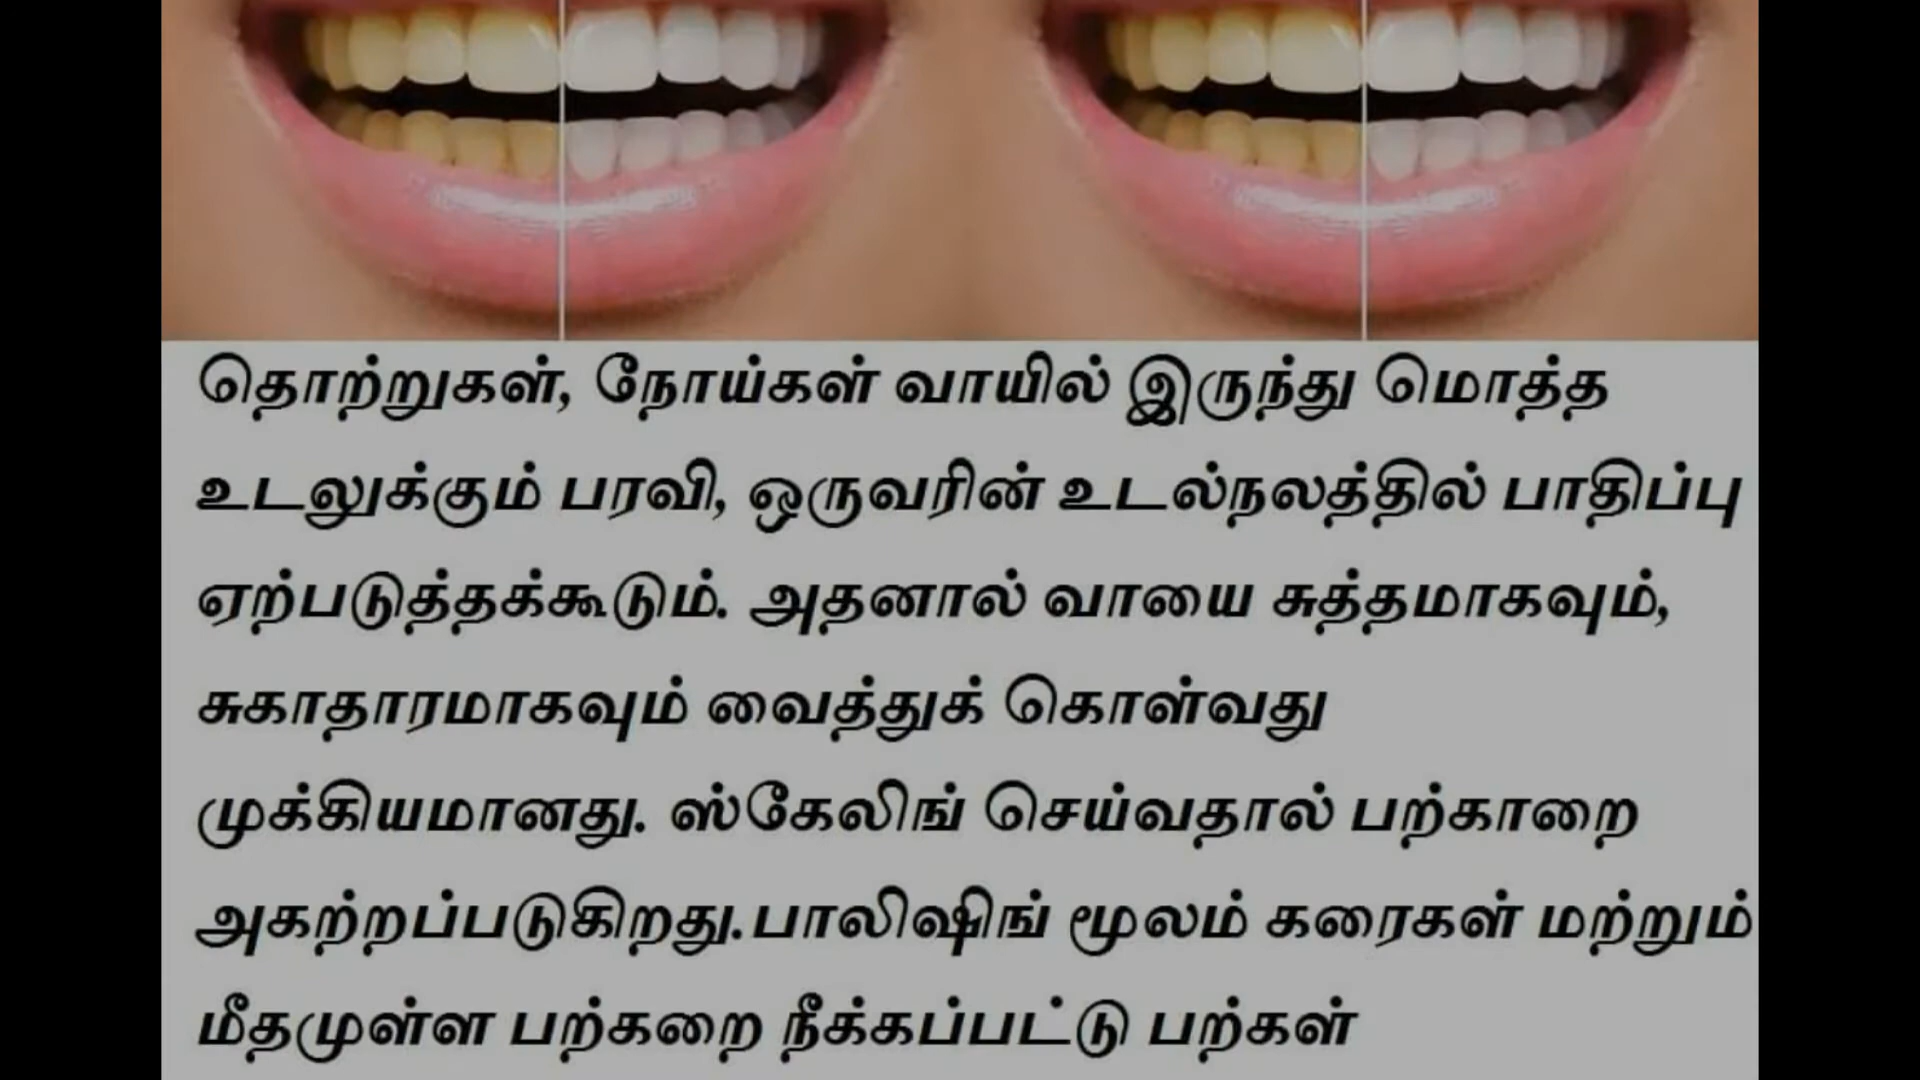 தொற்றுகள், நோய்கள் வாயில் இருந்து மொத்த
உடலுக்கும் பரவி, ஒருவரின் உடல்நலத்தில் பாதிப்பு
ஏற்படுத்தக்கூடும். அதனால் வாயை சுத்தமாகவும்,
சுகாதாரமாகவும் வைத்துக் கொள்வது
முக்கியமானது. ஸ்கேலிங் செய்வதால் பற்காறை
அகற்றப்படுகிறது.பாலிஷிங் மூலம் கரைகள் மற்றும்
மீதமுள்ள பற்கறை நீக்கப்பட்டு பற்கள்